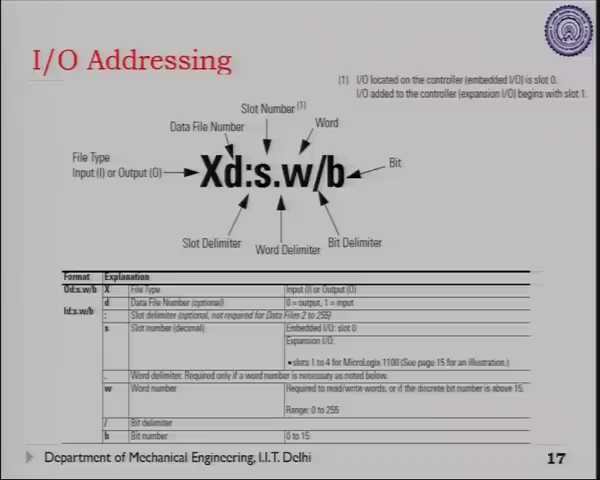 I/O Addressing
(1) I/O located on the controller (embedded I/O) is slot 0.
I/O added to the controller (expansion I/O) begins with slot 1.
Slot Number (1)
Data File Number
Word
File Type
Input (I) or Output (O)
Xd:s.w/b
Bit
Slot Delimiter
Word Delimiter
Bit Delimiter
Format Explanation
Od:s.w/b X File Type Input (I) or Output (O)
Id:s.w/b
d Data File Number (optional) 0 = output, 1 = input
: Slot delimiter (optional, not required for Data Files 2 to 255)
s Slot number (decimal) Embedded I/O: slot 0
Expansion I/O:
• slots 1 to 4 for MicroLogix 1100 (See page 15 for an illustration.)
. Word delimiter. Required only if a word number is necessary as noted below.
w Word number Required to read/write words, or if the discrete bit number is above 15.
Range: 0 to 255
/ Bit delimiter
b Bit number 0 to 15
Department of Mechanical Engineering, I.I.T. Delhi
17